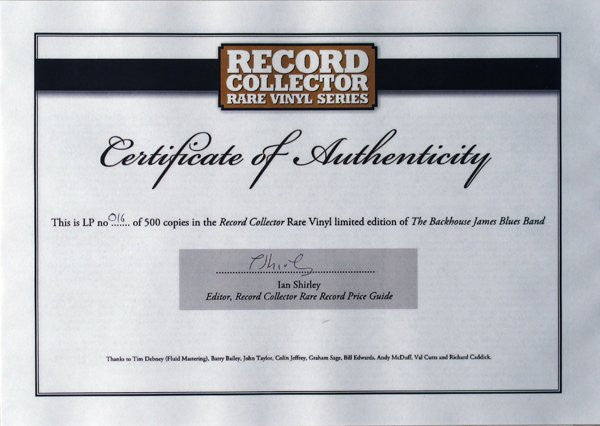 RECORD
COLLECTOR
RARE VINYL SERIES
Certificate of Authenticity
This is LP no 016 of 500 copies in the Record Collector Rare Vinyl limited edition of The Backhouse James Blues Band
Ian Shirley
Editor, Record Collector Rare Record Price Guide
Thanks to Tim Debney (Fluid Mastering), Barry Bailey, John Taylor, Colin Jeffrey, Graham Sage, Bill Edwards, Andy McDuff, Val Cutts and Richard Caddick.